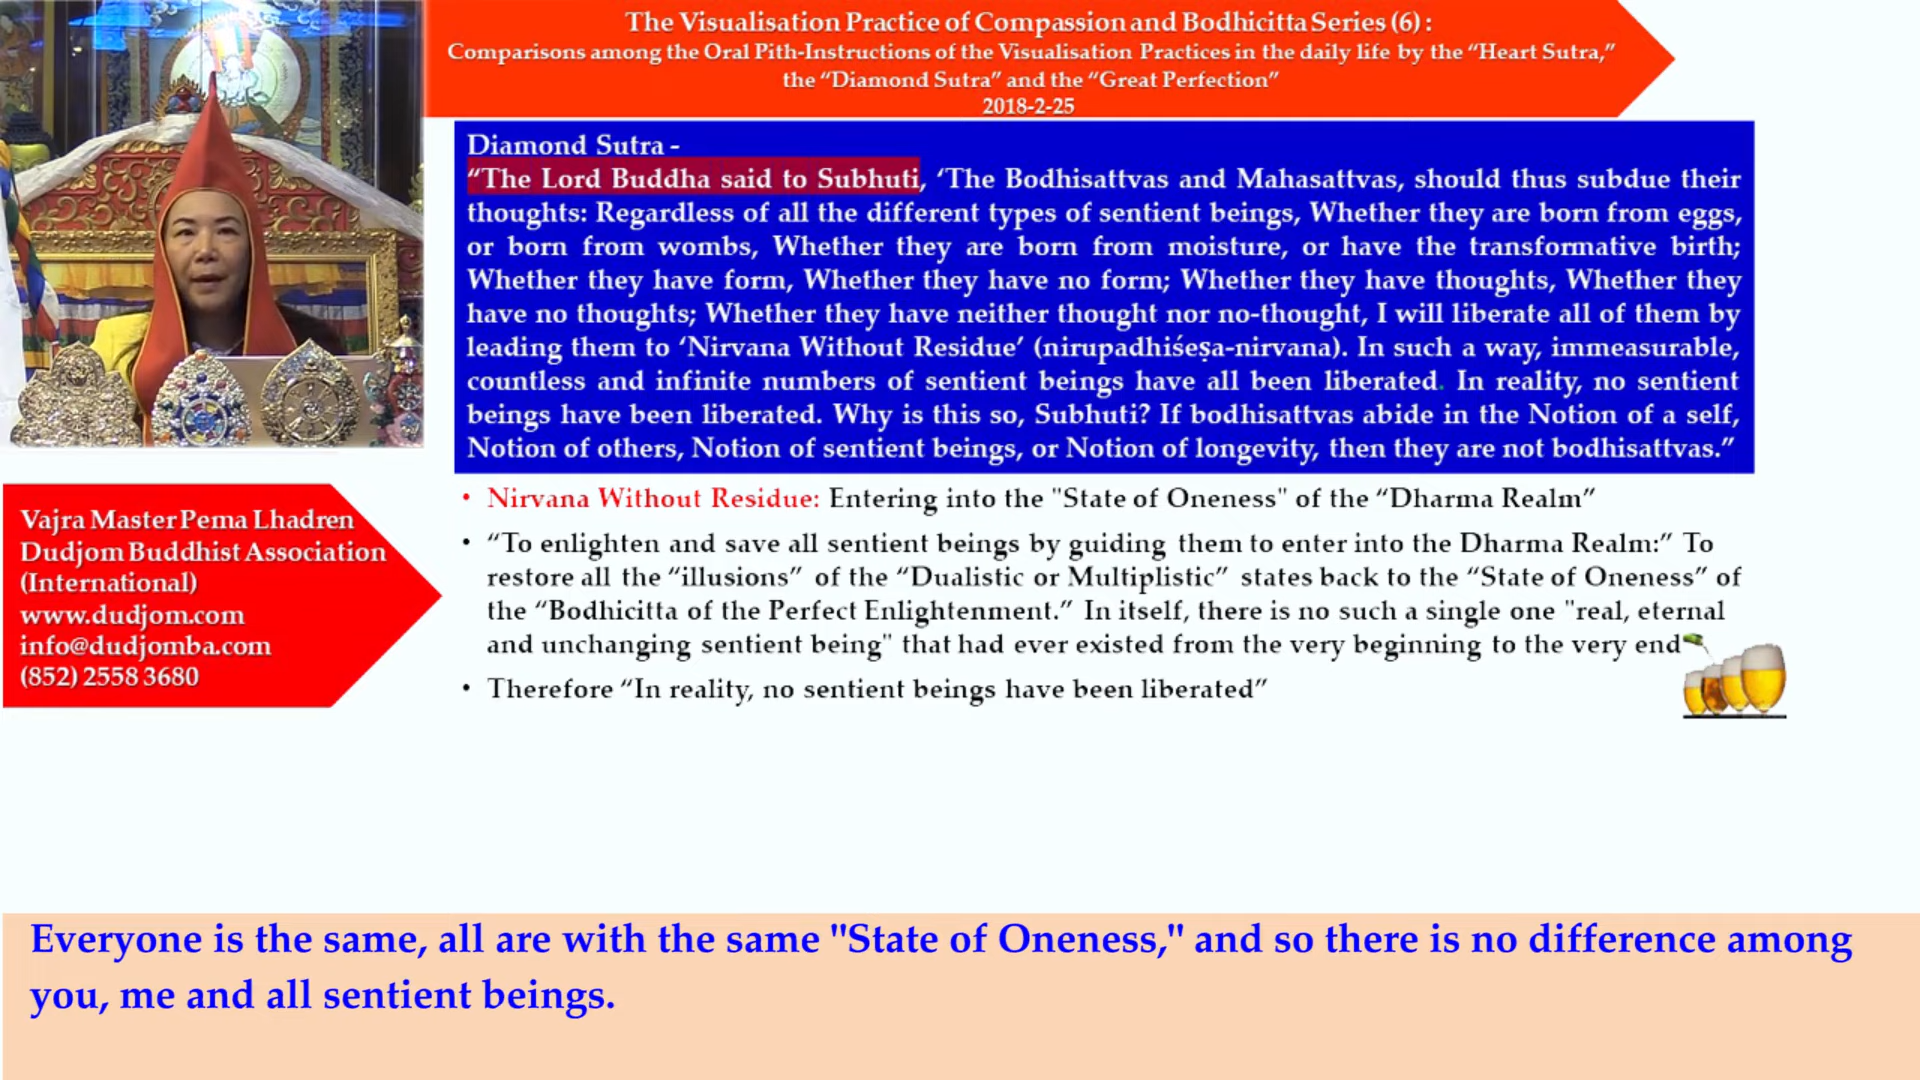 The Visualisation Practice of Compassion and Bodhicitta Series (6) :
Comparisons among the Oral Pith-Instructions of the Visualisation Practices in the daily life by the “Heart Sutra,”
the “Diamond Sutra” and the “Great Perfection”
2018-2-25
Diamond Sutra -
“The Lord Buddha said to Subhuti, ‘The Bodhisattvas and Mahasattvas, should thus subdue their
thoughts: Regardless of all the different types of sentient beings, Whether they are born from eggs,
or born from wombs, Whether they are born from moisture, or have the transformative birth;
Whether they have form, Whether they have no form; Whether they have thoughts, Whether they
have no thoughts; Whether they have neither thought nor no-thought, I will liberate all of them by
leading them to ‘Nirvana Without Residue’ (nirupadhiśeṣa-nirvana). In such a way, immeasurable,
countless and infinite numbers of sentient beings have all been liberated. In reality, no sentient
beings have been liberated. Why is this so, Subhuti? If bodhisattvas abide in the Notion of a self,
Notion of others, Notion of sentient beings, or Notion of longevity, then they are not bodhisattvas.”
• Nirvana Without Residue: Entering into the "State of Oneness" of the “Dharma Realm”
• “To enlighten and save all sentient beings by guiding them to enter into the Dharma Realm:” To
restore all the “illusions” of the “Dualistic or Multiplistic” states back to the “State of Oneness” of
the “Bodhicitta of the Perfect Enlightenment.” In itself, there is no such a single one "real, eternal
and unchanging sentient being" that had ever existed from the very beginning to the very end
• Therefore “In reality, no sentient beings have been liberated”
Vajra Master Pema Lhadren
Dudjom Buddhist Association
(International)
www.dudjom.com
info@dudjomba.com
(852) 2558 3680
Everyone is the same, all are with the same "State of Oneness," and so there is no difference among
you, me and all sentient beings.